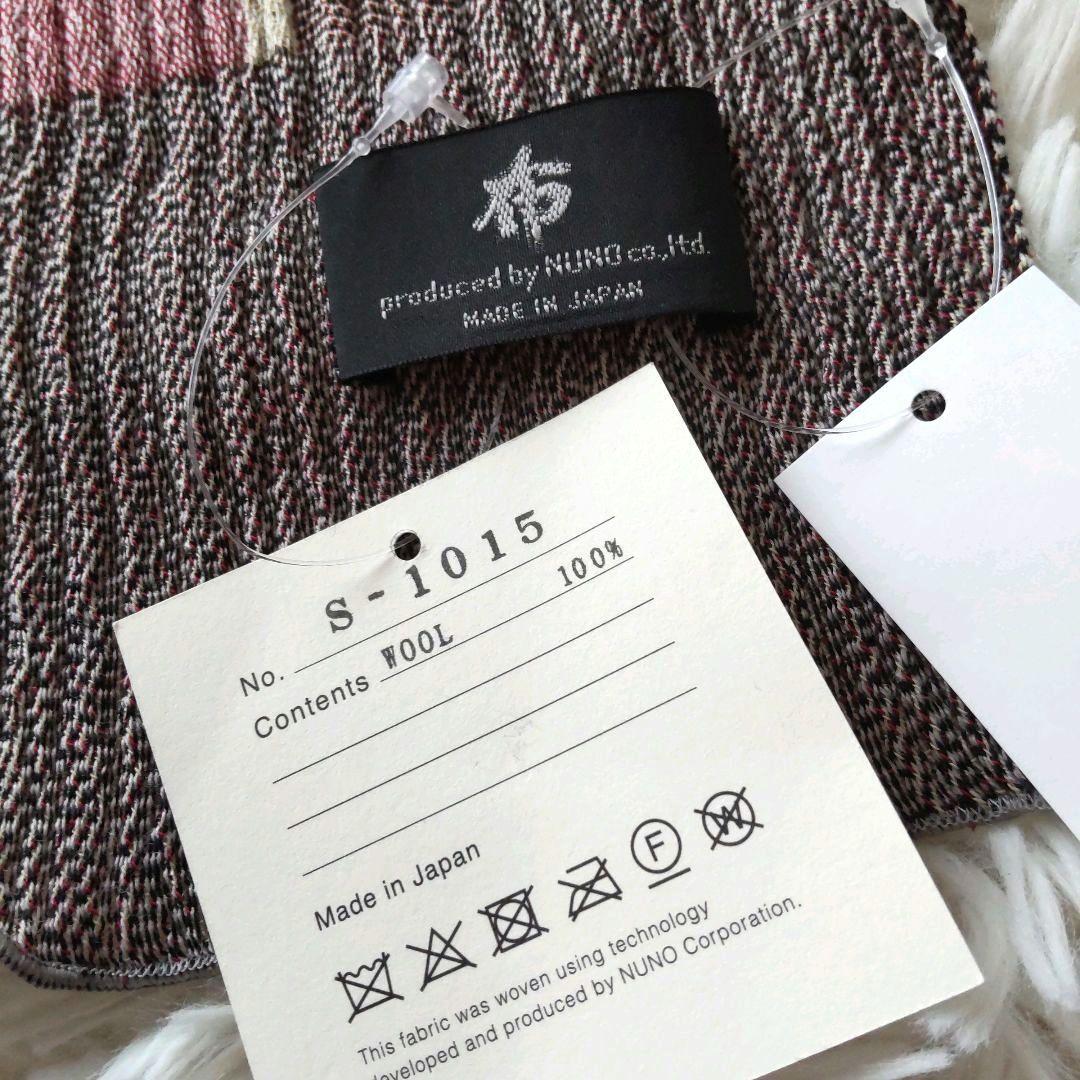 布
produced by NUNO co.,ltd.
MADE IN JAPAN
No. S-1015
Contents WOOL 100%
Made in Japan
F W
This fabric was woven using technology
developed and produced by NUNO Corporation.